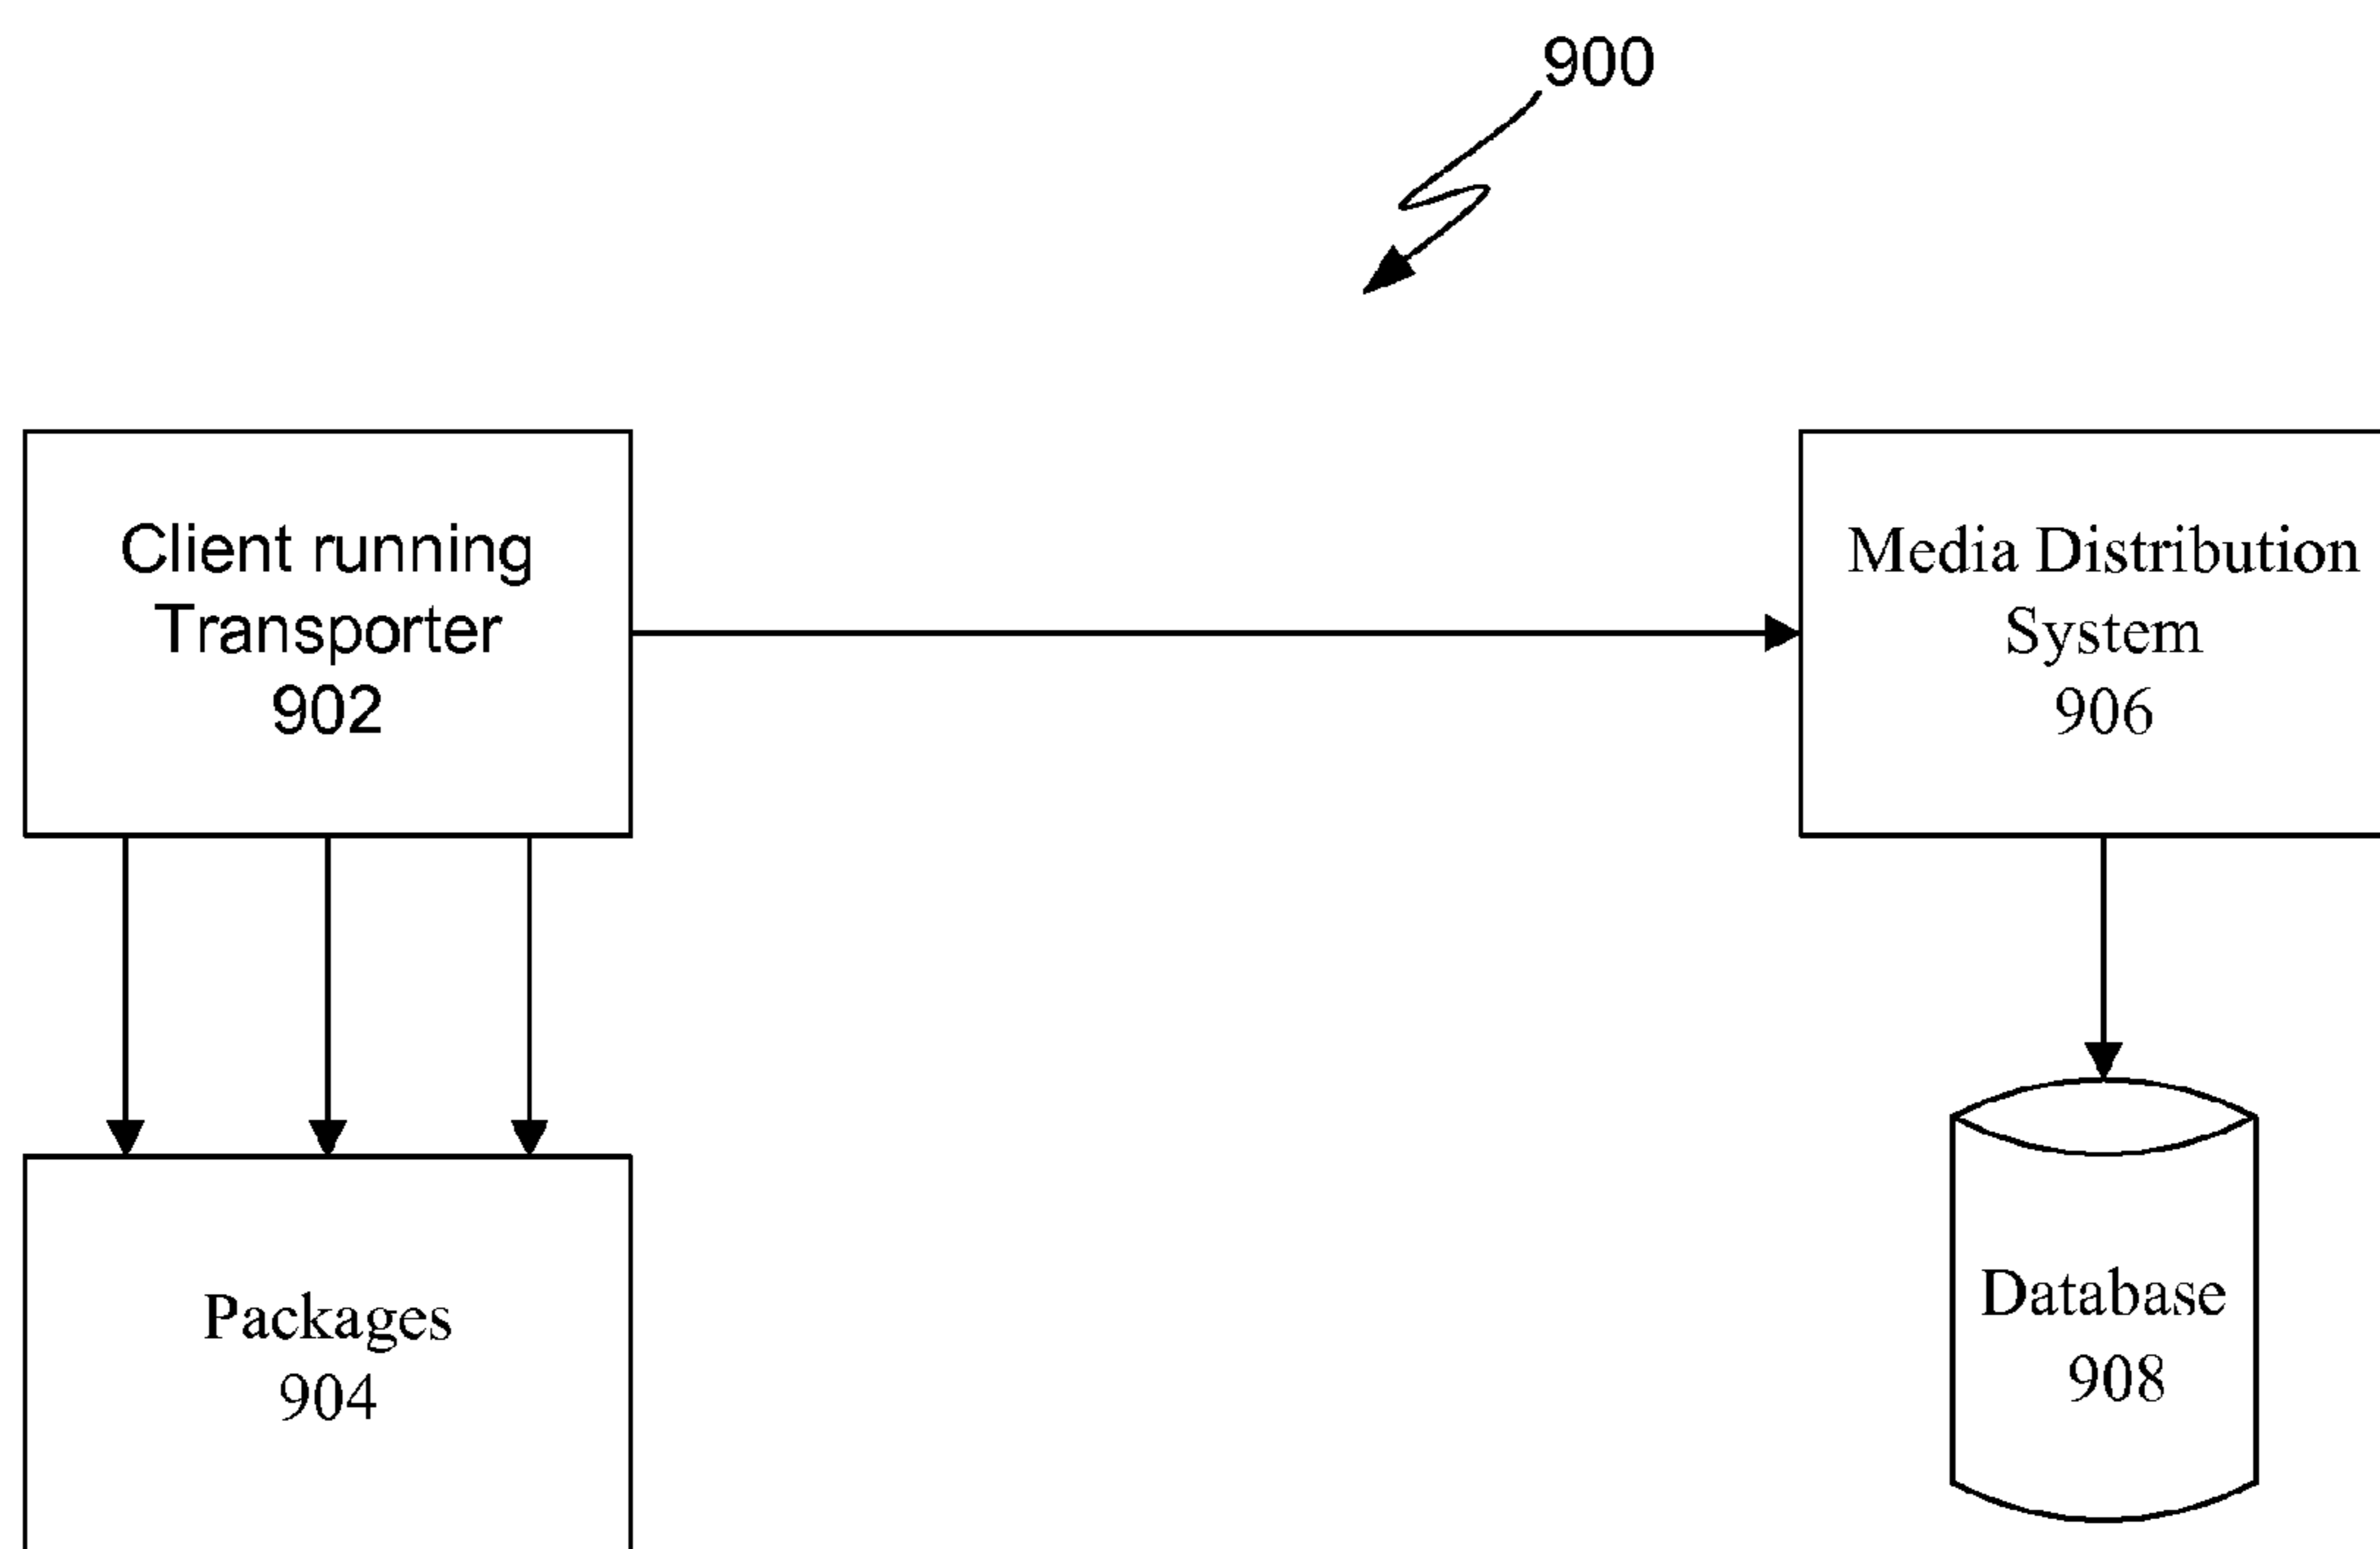 900
Client running
Transporter
902
Media Distribution
System
906
Packages
904
Database
908